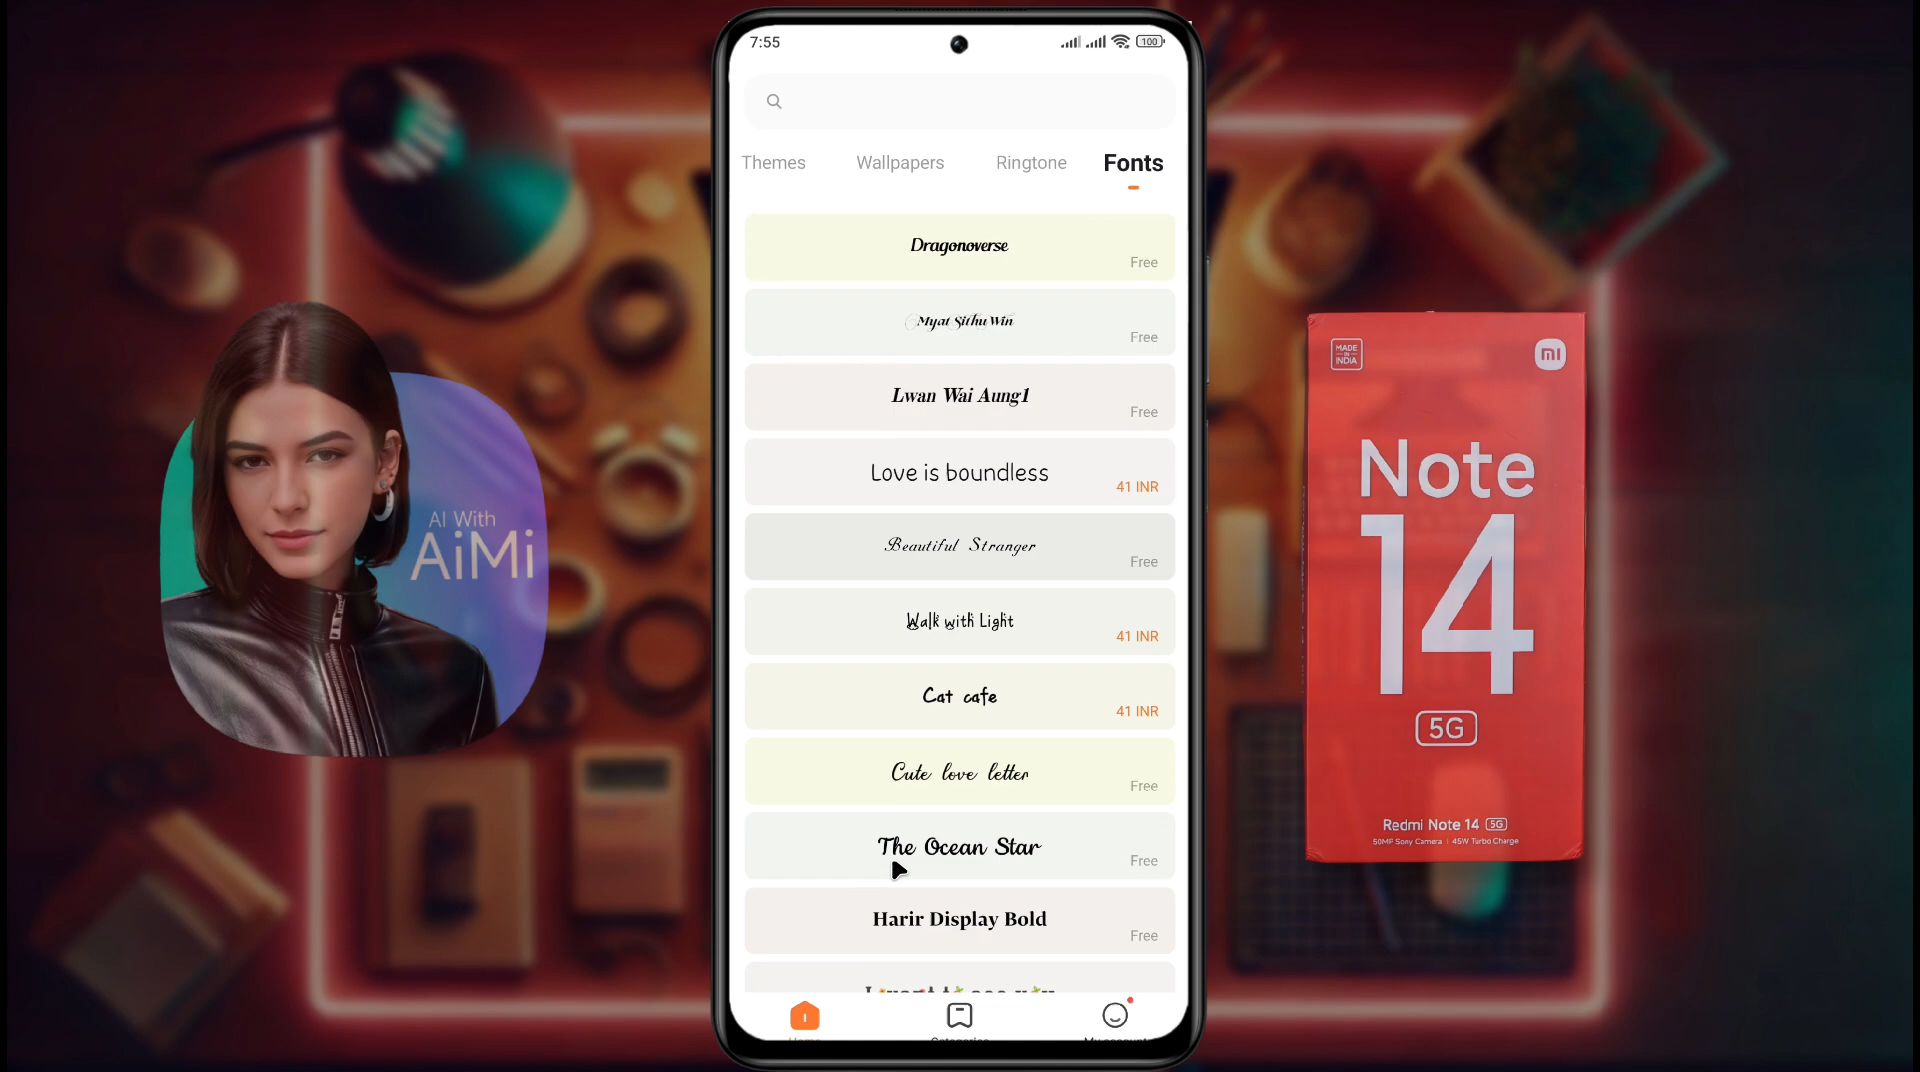 7:55
100
Themes
Wallpapers
Ringtone
Fonts
Dragonoverse
Free
Myat Sithu Win
Free
Lwan Wai Aung1
Free
Love is boundless
41 INR
Beautiful Stranger
Free
Walk with Light
41 INR
Cat cafe
41 INR
Cute love letter
Free
The Ocean Star
Free
Harir Display Bold
Free
AI With
AiMi
MADE
IN
INDIA
mi
Note
14
5G
Redmi Note 14 5G
50MP Sony Camera | 45W Turbo Charge